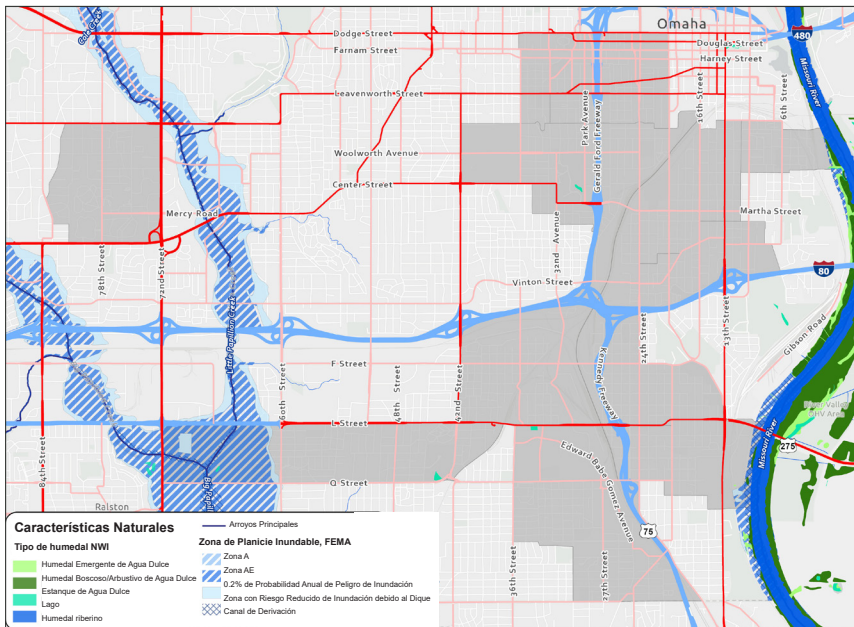 Omaha
480
Dodge Street
Farnam Street
Douglas Street
Harney Street
Cole Creek
Leavenworth Street
Park Avenue
Gerald Ford Freeway
16th Street
6th Street
Missouri River
Woolworth Avenue
Center Street
Mercy Road
Martha Street
32nd Avenue
78th Street
72nd Street
Vinton Street
80
Little Papillion Creek
F Street
60th Street
48th Street
42nd Street
Kennedy Freeway
24th Street
13th Street
Gibson Road
L Street
84th Street
Q Street
Edward Babe Gomez Avenue
Missouri River
275
75
36th Street
27th Street
Ralston
Características Naturales
Tipo de humedal NWI
Humedal Emergente de Agua Dulce
Humedal Boscoso/Arbustivo de Agua Dulce
Estanque de Agua Dulce
Lago
Humedal riberino
Arroyos Principales
Zona de Planicie Inundable, FEMA
Zona A
Zona AE
0.2% de Probabilidad Anual de Peligro de Inundación
Zona con Riesgo Reducido de Inundación debido al Dique
Canal de Derivación